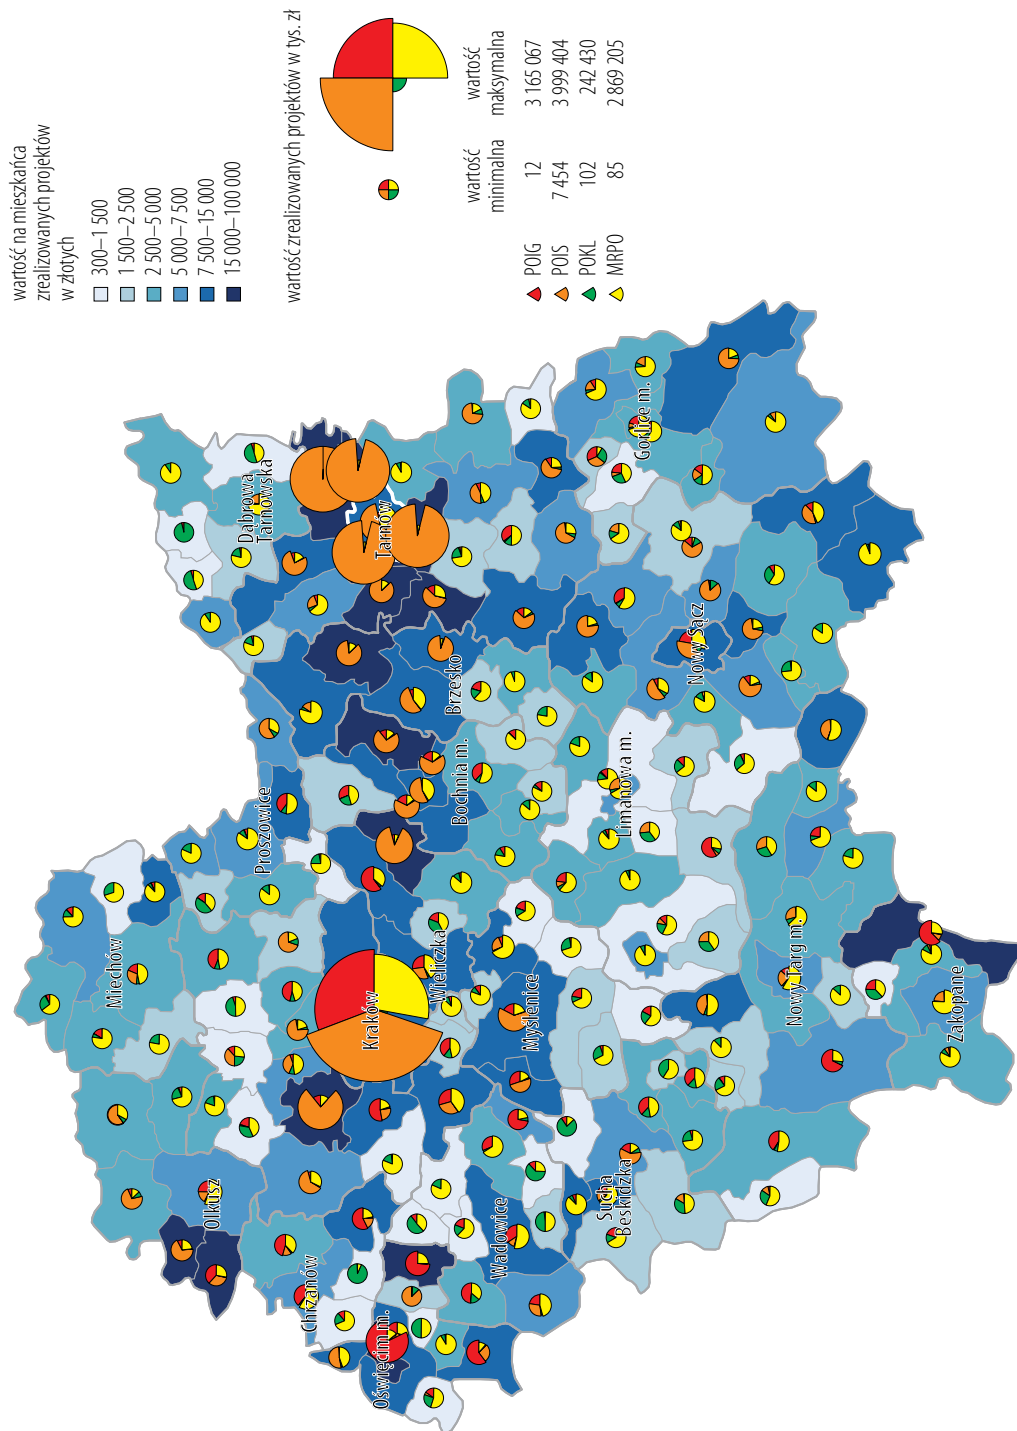 wartość na mieszkańca
zrealizowanych projektów
w złotych
300–1 500
1 500–2 500
2 500–5 000
5 000–7 500
7 500–15 000
15 000–100 000
wartość zrealizowanych projektów w tys. zł
wartość minimalna
wartość maksymalna
POIG 12 3 165 067
POIS 7 454 3 999 404
POKL 102 242 430
MRPO 85 2 869 205
Miechów
Olkusz
Chrzanów
Oświęcim m.
Wadowice
Sucha
Beskidzka
Kraków
Wieliczka
Myślenice
Proszowice
Bochnia m.
Brzesko
Dąbrowa
Tarnowska
Tarnów
Limanowa m.
Nowy Sącz
Gorlice m.
Nowy Targ m.
Zakopane